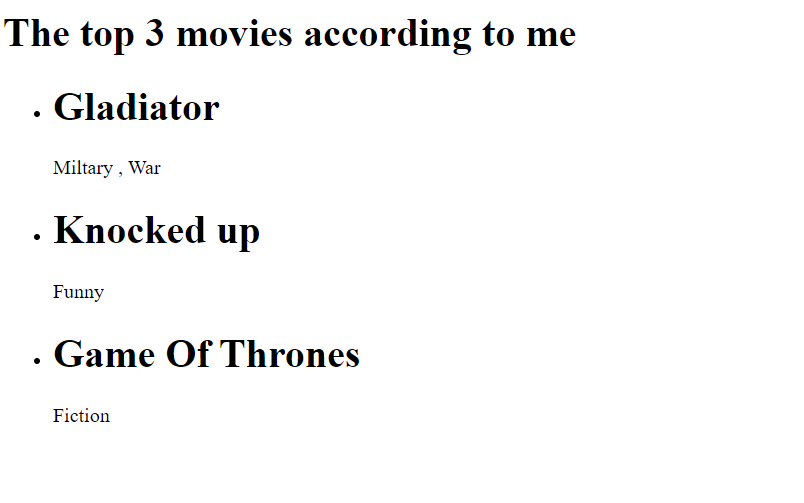 The top 3 movies according to me
Gladiator
Miltary , War
Knocked up
Funny
Game Of Thrones
Fiction